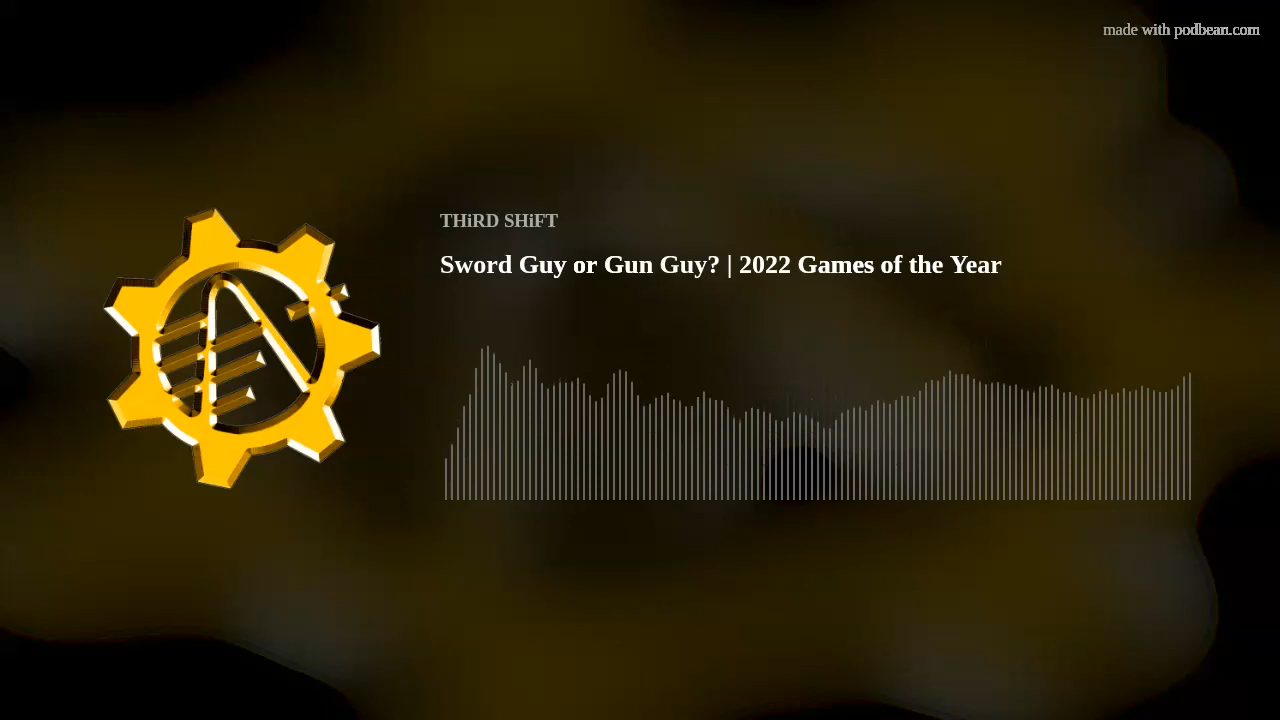 made with podbean.com
THiRD SHiFT
Sword Guy or Gun Guy? | 2022 Games of the Year